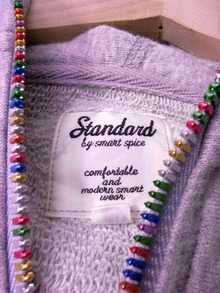 Standard
by smart spice
comfortable
and
modern smart
wear